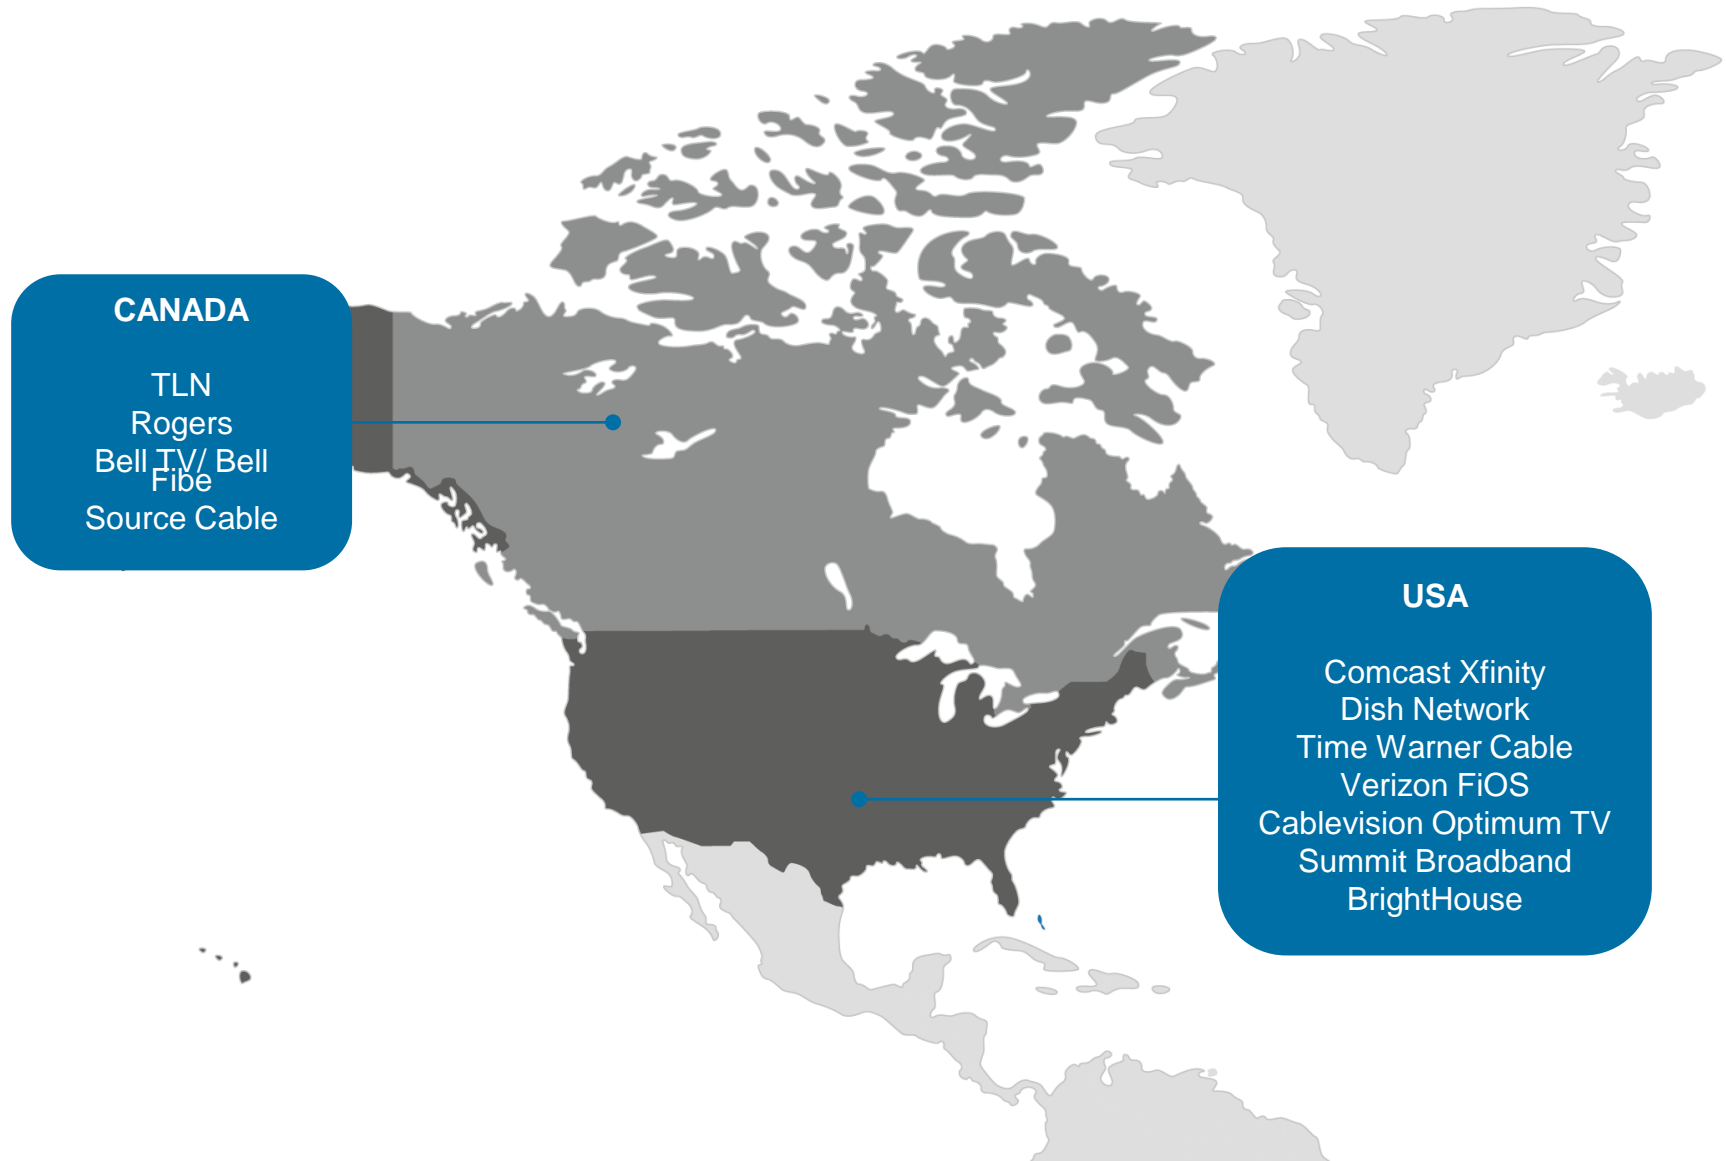 CANADA
TLN
Rogers
Bell TV/ Bell
Fibe
Source Cable
USA
Comcast Xfinity
Dish Network
Time Warner Cable
Verizon FiOS
Cablevision Optimum TV
Summit Broadband
BrightHouse